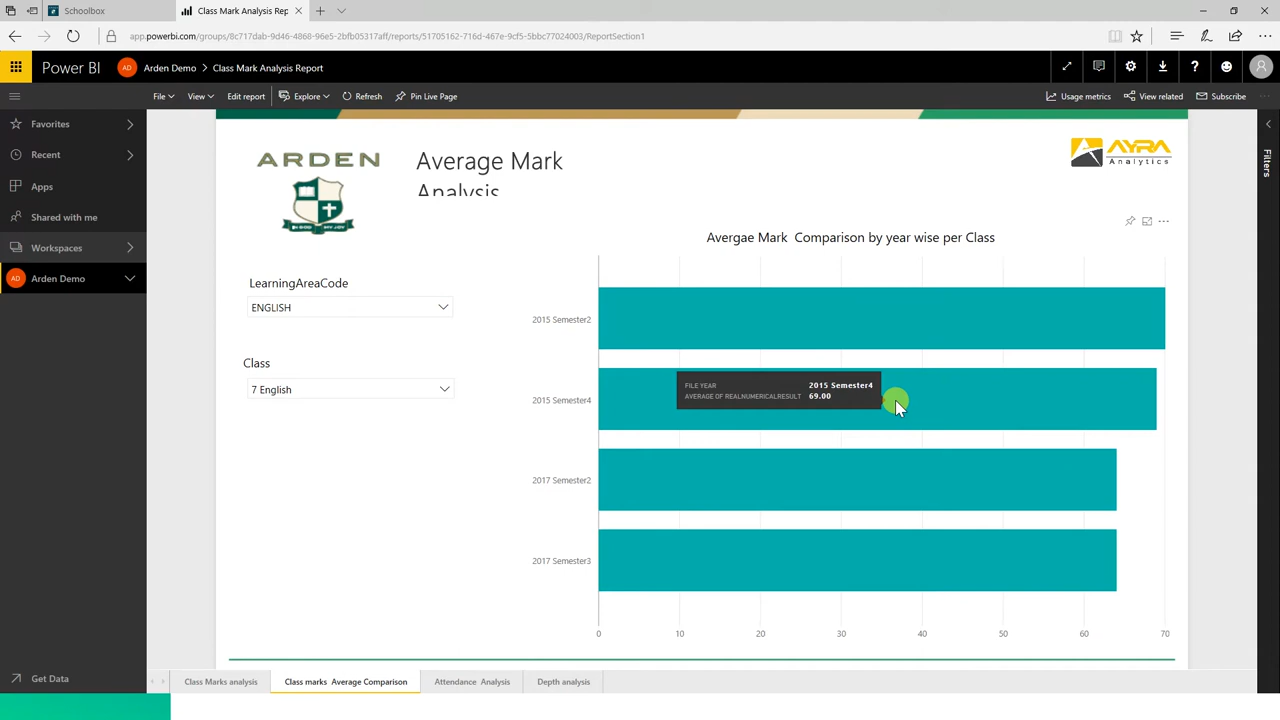 Schoolbox
Class Mark Analysis Rep
app.powerbi.com/groups/8c717dab-9d46-4868-96e5-2bfb05317aff/reports/51705162-716d-467e-9cf5-5bbc77024003/ReportSection1
Power BI
AD
Arden Demo > Class Mark Analysis Report
File
View
Edit report
Explore
Refresh
Pin Live Page
Usage metrics
View related
Subscribe
Favorites
Recent
Apps
Shared with me
Workspaces
AD
Arden Demo
Get Data
ARDEN
Average Mark
Analysis
AYRA
Analytics
Filters
LearningAreaCode
ENGLISH
Class
7 English
Avergae Mark Comparison by year wise per Class
2015 Semester2
2015 Semester4
FILE YEAR 2015 Semester4
AVERAGE OF REALNUMERICALRESULT 69.00
2017 Semester2
2017 Semester3
0 10 20 30 40 50 60 70
Class Marks analysis
Class marks Average Comparison
Attendance Analysis
Depth analysis